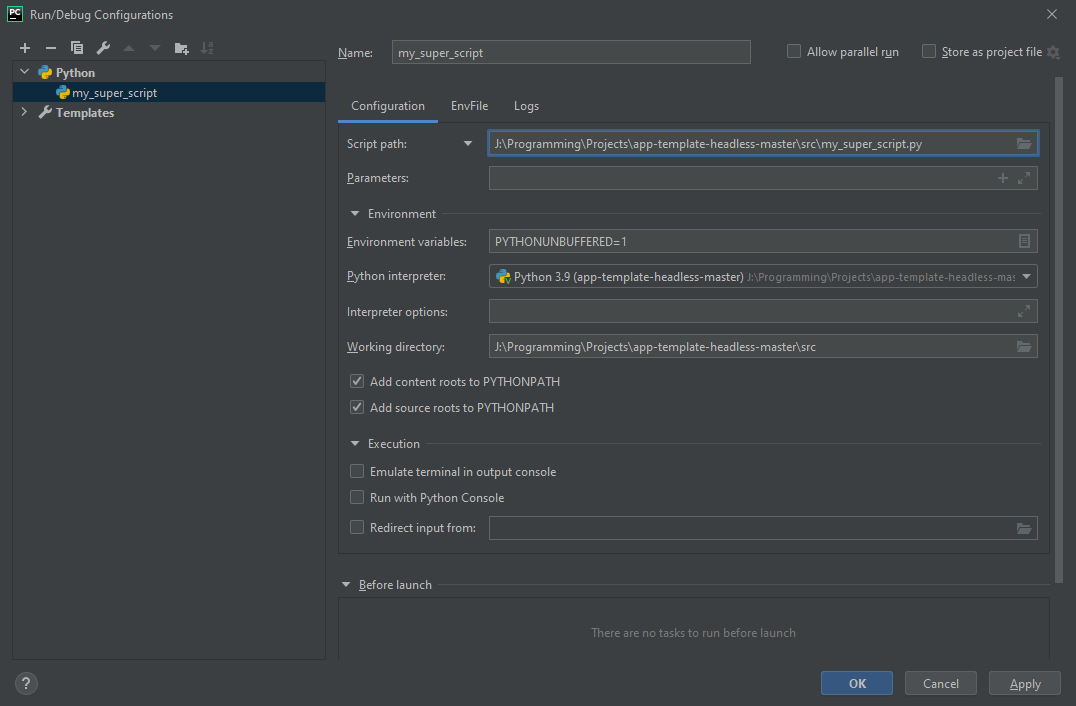 PC Run/Debug Configurations
Name: my_super_script Allow parallel run Store as project file
Python
my_super_script
Templates
Configuration EnvFile Logs
Script path: J:\Programming\Projects\app-template-headless-master\src\my_super_script.py
Parameters:
Environment
Environment variables: PYTHONUNBUFFERED=1
Python interpreter: Python 3.9 (app-template-headless-master) J:\Programming\Projects\app-template-headless-mas
Interpreter options:
Working directory: J:\Programming\Projects\app-template-headless-master\src
Add content roots to PYTHONPATH
Add source roots to PYTHONPATH
Execution
Emulate terminal in output console
Run with Python Console
Redirect input from:
Before launch
There are no tasks to run before launch
? OK Cancel Apply